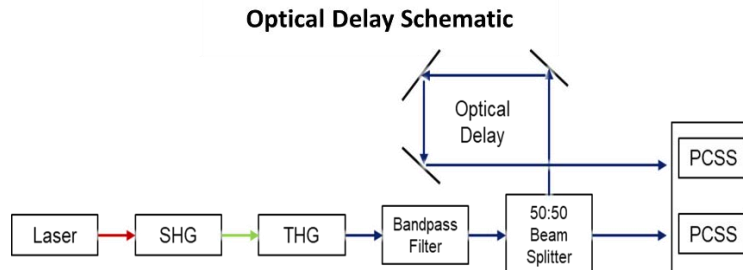 Optical Delay Schematic
Optical
Delay
PCSS
Laser
SHG
THG
Bandpass
Filter
50:50
Beam
Splitter
PCSS